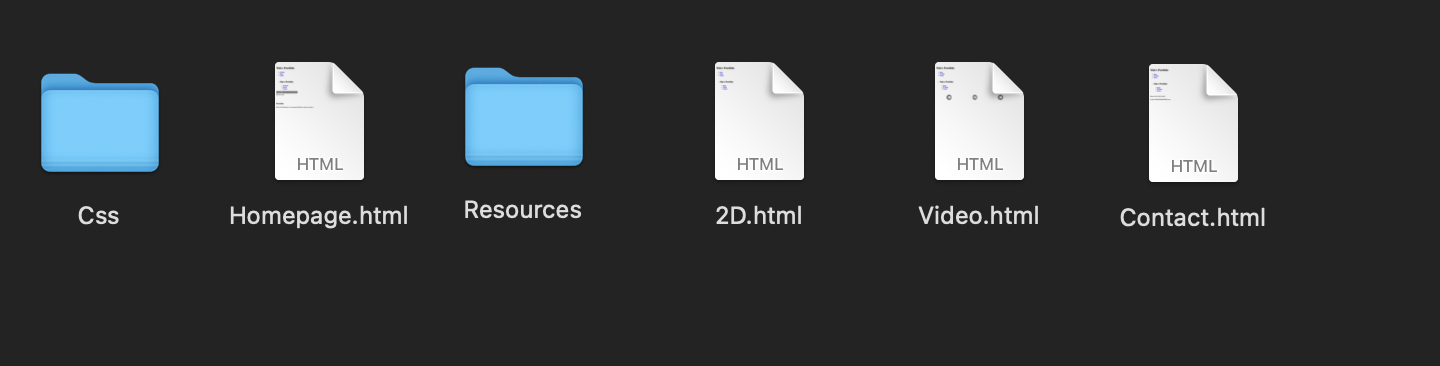 HTML
HTML
HTML
HTML
Css
Homepage.html
Resources
2D.html
Video.html
Contact.html